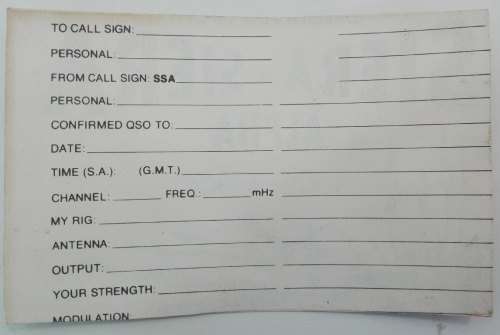 TO CALL SIGN:
PERSONAL:
FROM CALL SIGN: SSA
PERSONAL:
CONFIRMED QSO TO:
DATE:
TIME (S.A.): (G.M.T.)
CHANNEL: FREQ.: mHz
MY RIG:
ANTENNA:
OUTPUT:
YOUR STRENGTH:
MODULATION